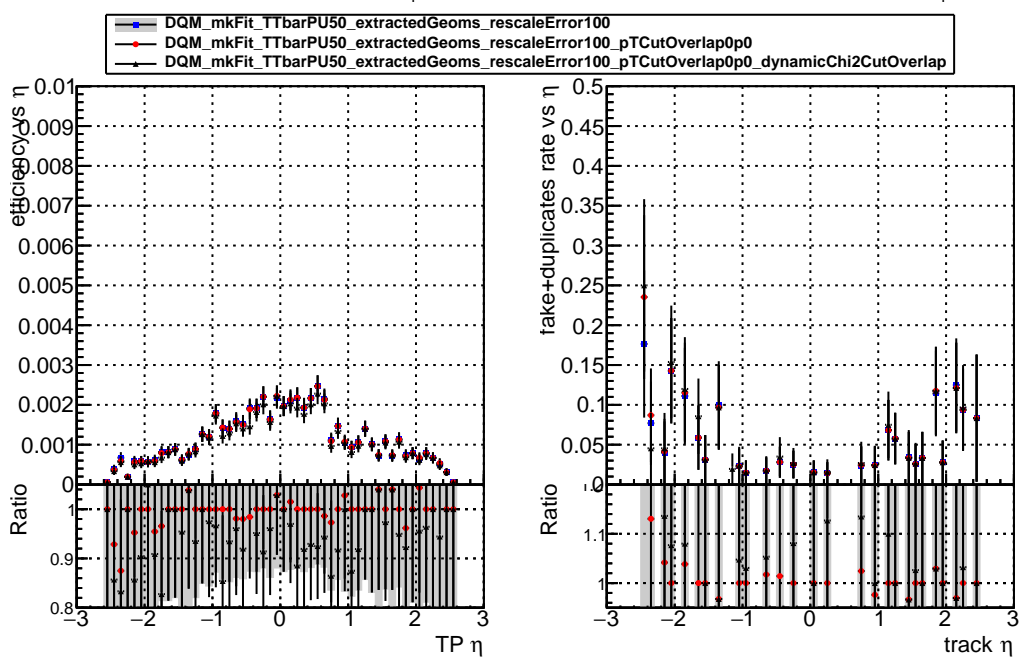 DQM_mkFit_TTbarPU50_extractedGeoms_rescaleError100
DQM_mkFit_TTbarPU50_extractedGeoms_rescaleError100_pTCutOverlap0p0
DQM_mkFit_TTbarPU50_extractedGeoms_rescaleError100_pTCutOverlap0p0_dynamicChi2CutOverlap
efficiency vs η
0.01
0.009
0.008
0.007
0.006
0.005
0.004
0.003
0.002
0.001
0
Ratio
1
0.9
0.8
−3 −2 −1 0 1 2 3
TP η
fake+duplicates rate vs η
0.5
0.45
0.4
0.35
0.3
0.25
0.2
0.15
0.1
0.05
0
Ratio
1.1
1
−3 −2 −1 0 1 2 3
track η